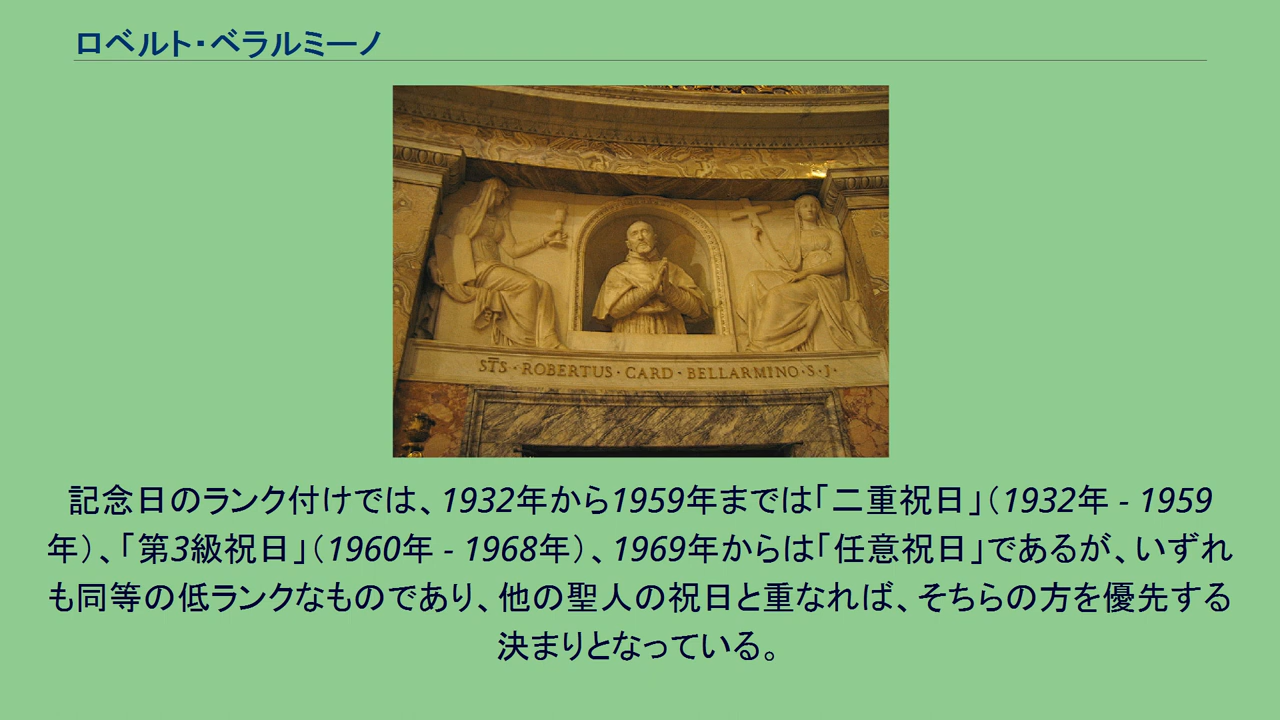 ロベルト・ベラルミーノ
STS · ROBERTUS · CARD · BELLARMINO · S · J ·
記念日のランク付けでは、1932年から1959年までは「二重祝日」（1932年 - 1959
年）、「第3級祝日」（1960年 - 1968年）、1969年からは「任意祝日」であるが、いずれ
も同等の低ランクなものであり、他の聖人の祝日と重なれば、そちらの方を優先する
決まりとなっている。